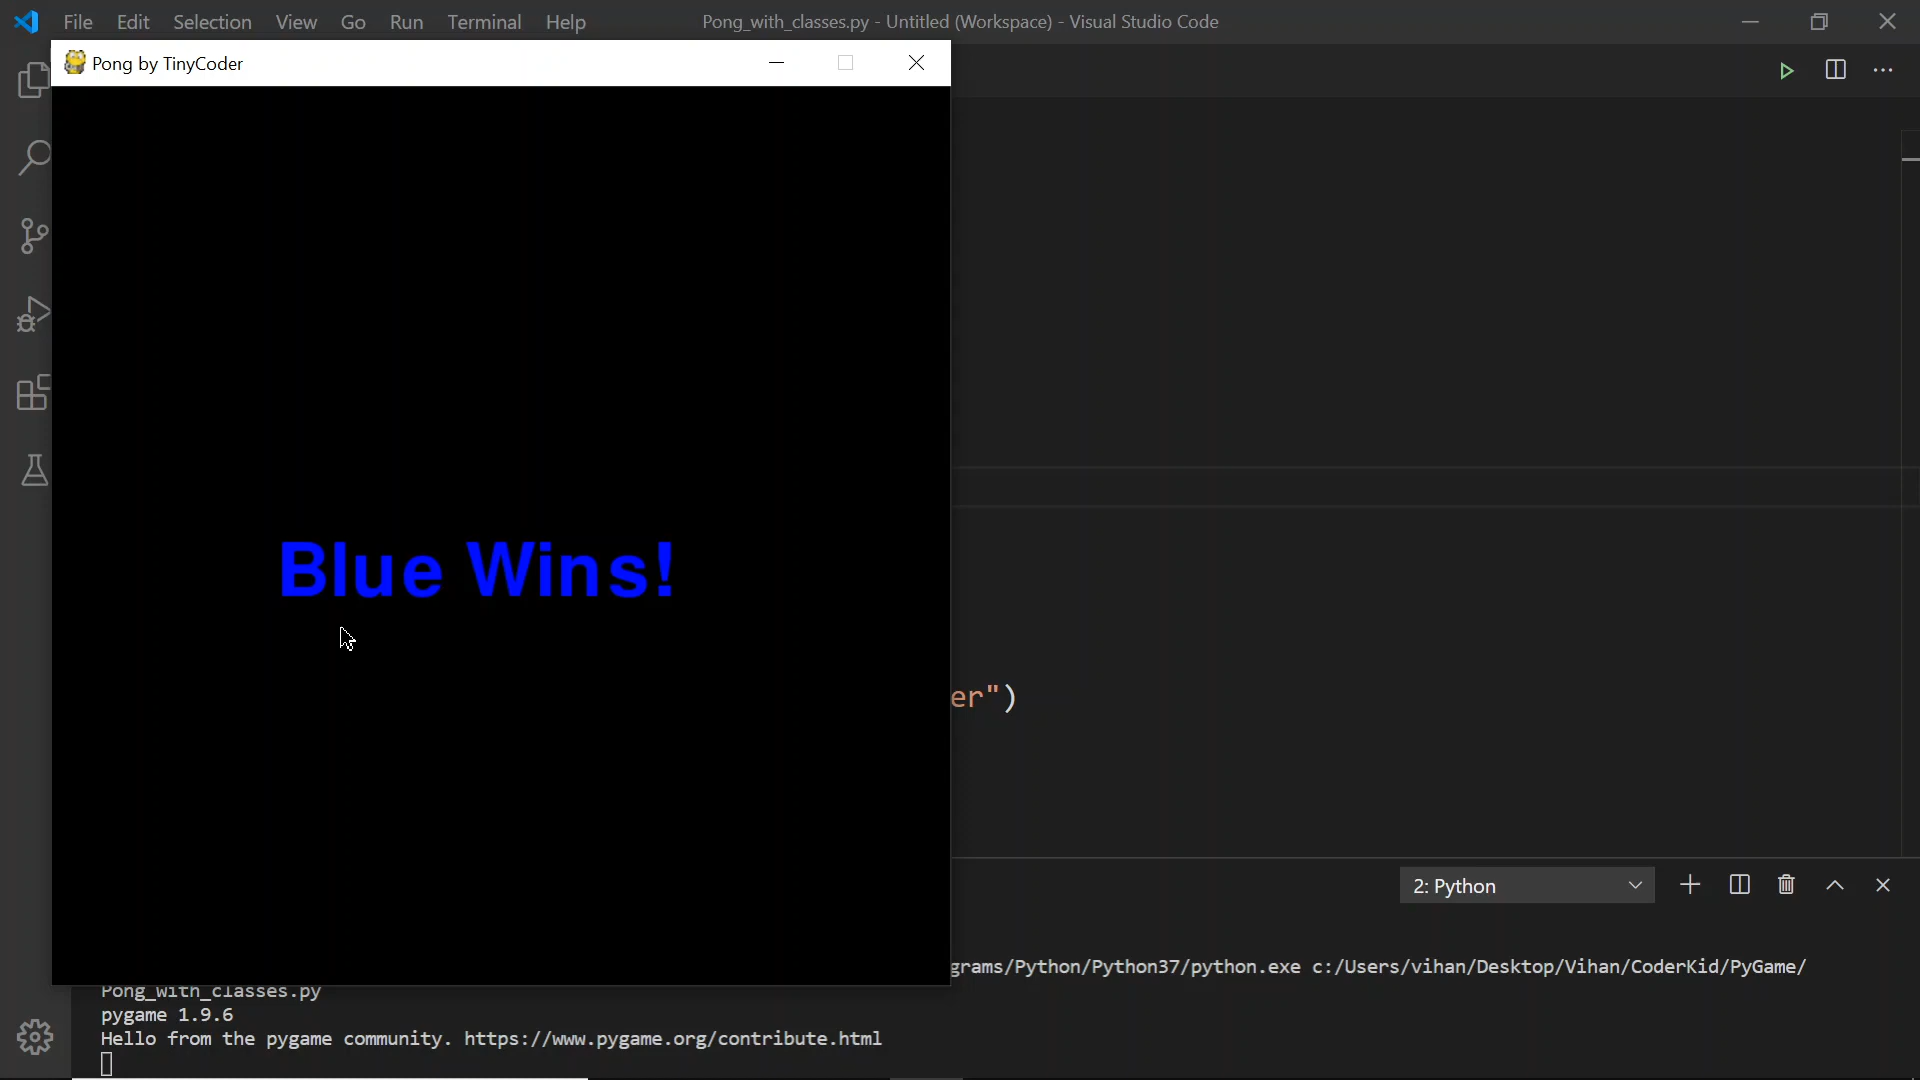 File Edit Selection View Go Run Terminal Help
Pong_with_classes.py - Untitled (Workspace) - Visual Studio Code
Pong by TinyCoder
Blue Wins!
er")
2: Python
grams/Python/Python37/python.exe c:/Users/vihan/Desktop/Vihan/CoderKid/PyGame/
Pong_with_classes.py
pygame 1.9.6
Hello from the pygame community. https://www.pygame.org/contribute.html